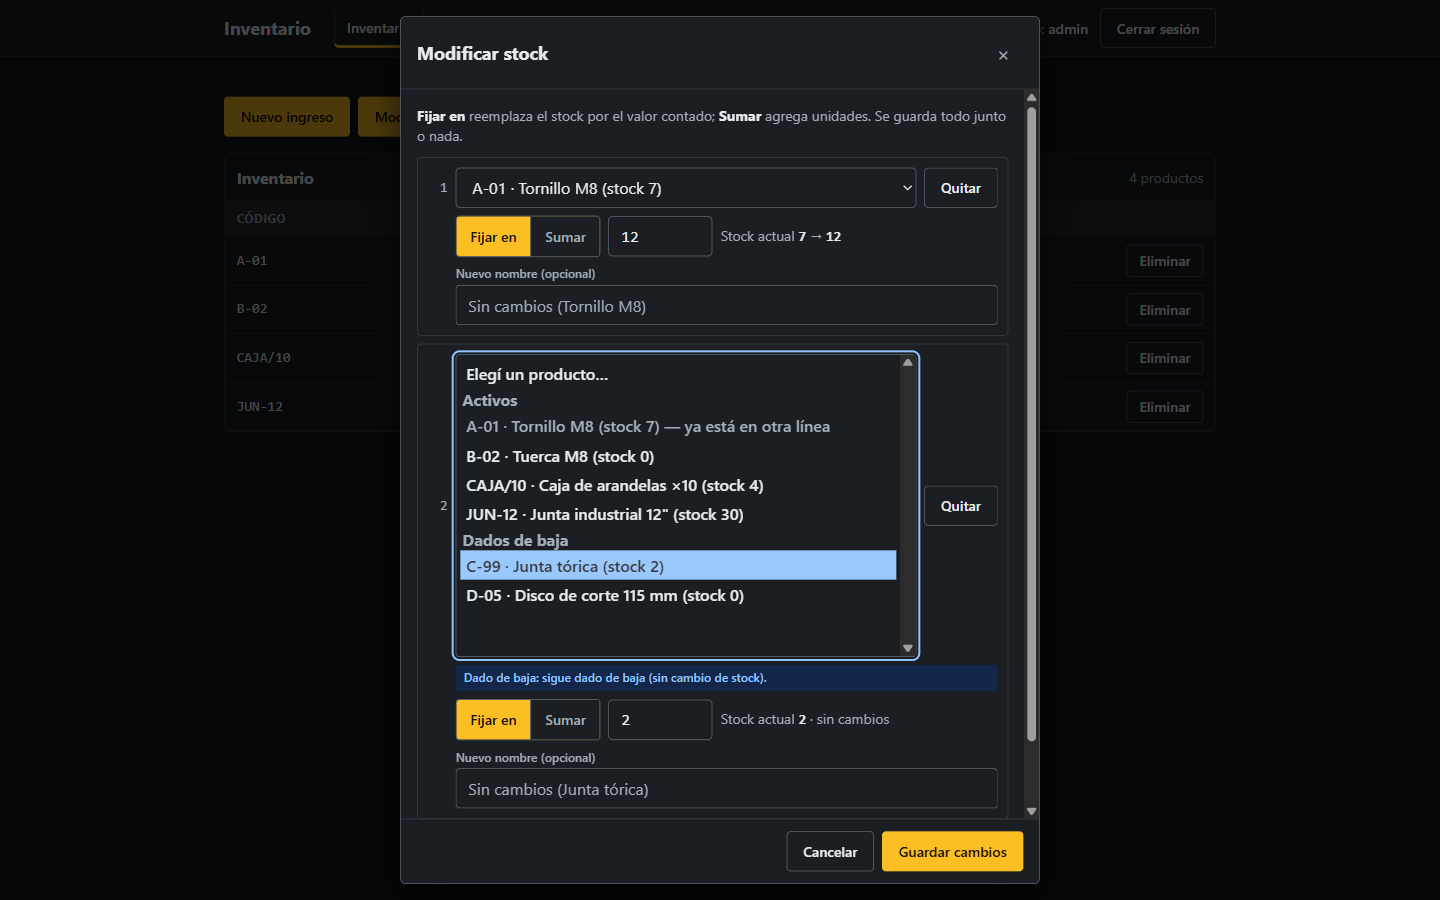 Inventario
Inventar
: admin
Cerrar sesión
Modificar stock
×
Nuevo ingreso
Mod
Fijar en reemplaza el stock por el valor contado; Sumar agrega unidades. Se guarda todo junto
o nada.
Inventario
4 productos
CÓDIGO
A-01
Eliminar
B-02
Eliminar
CAJA/10
Eliminar
JUN-12
Eliminar
1
A-01 · Tornillo M8 (stock 7)
Quitar
Fijar en
Sumar
12
Stock actual 7 → 12
Nuevo nombre (opcional)
Sin cambios (Tornillo M8)
2
Elegí un producto...
Activos
A-01 · Tornillo M8 (stock 7) — ya está en otra línea
B-02 · Tuerca M8 (stock 0)
CAJA/10 · Caja de arandelas ×10 (stock 4)
JUN-12 · Junta industrial 12" (stock 30)
Dados de baja
C-99 · Junta tórica (stock 2)
D-05 · Disco de corte 115 mm (stock 0)
Quitar
Dado de baja: sigue dado de baja (sin cambio de stock).
Fijar en
Sumar
2
Stock actual 2 · sin cambios
Nuevo nombre (opcional)
Sin cambios (Junta tórica)
Cancelar
Guardar cambios